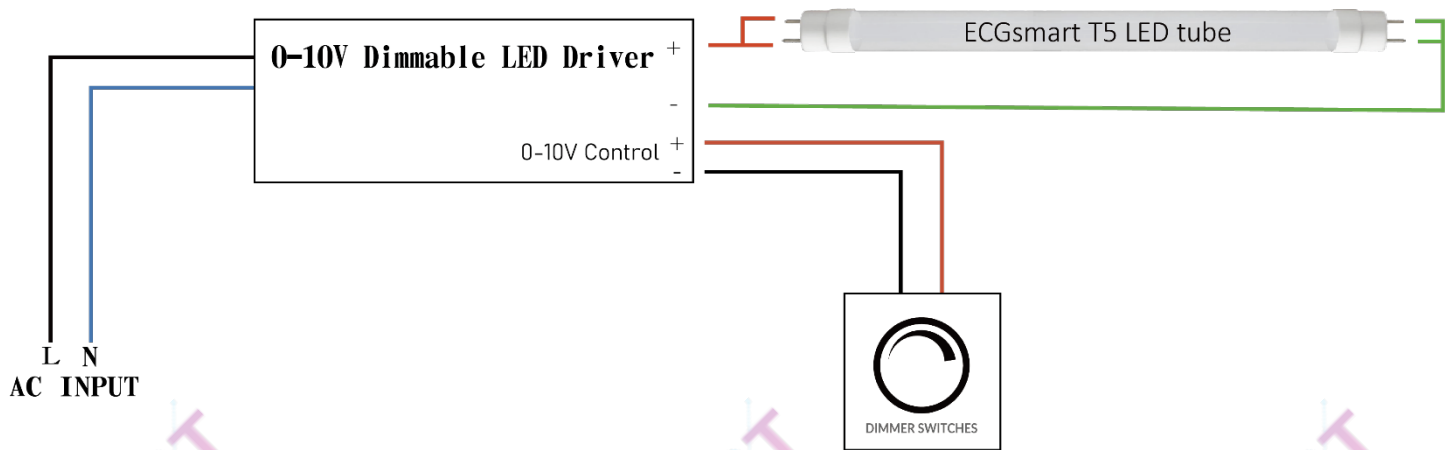 0-10V Dimmable LED Driver +
ECGsmart T5 LED tube
-
0-10V Control +
-
L N
AC INPUT
DIMMER SWITCHES
T
T
T